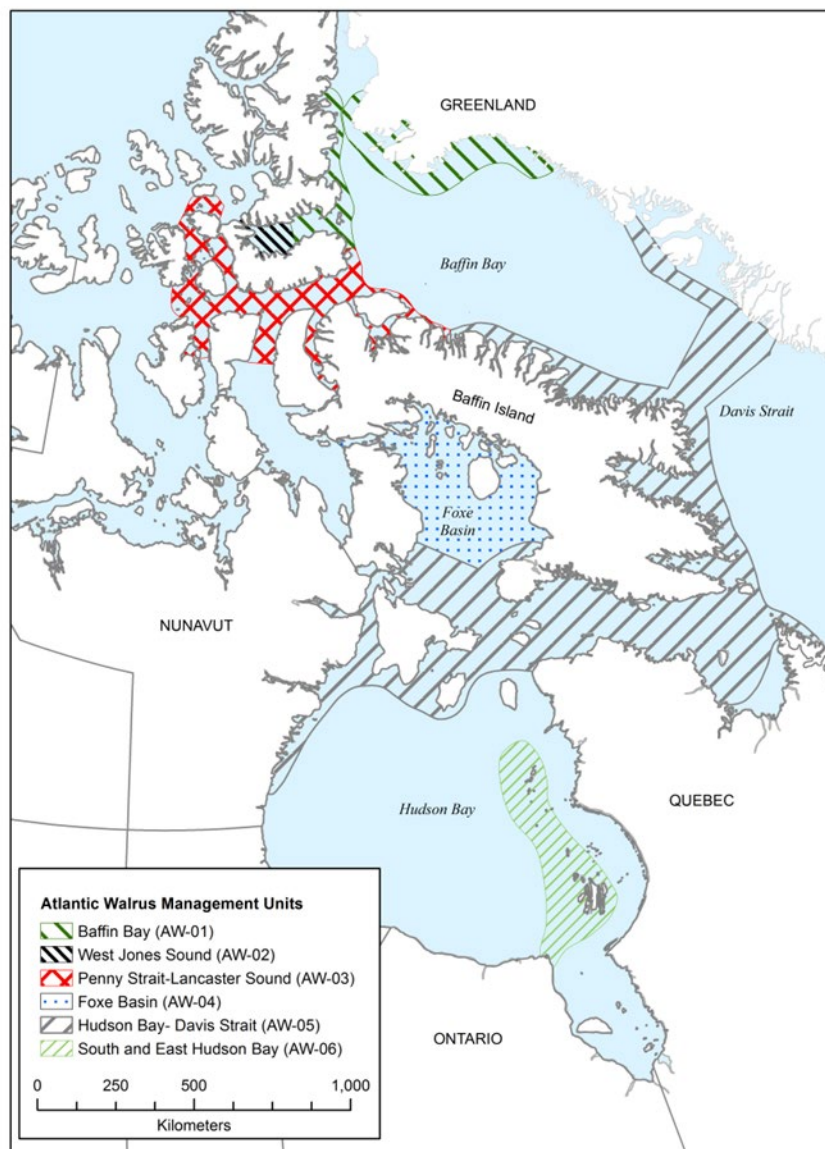 GREENLAND
Baffin Bay
Baffin Island
Davis Strait
Foxe
Basin
NUNAVUT
Hudson Bay
QUEBEC
ONTARIO
Atlantic Walrus Management Units
Baffin Bay (AW-01)
West Jones Sound (AW-02)
Penny Strait-Lancaster Sound (AW-03)
Foxe Basin (AW-04)
Hudson Bay- Davis Strait (AW-05)
South and East Hudson Bay (AW-06)
0 250 500 1,000
Kilometers